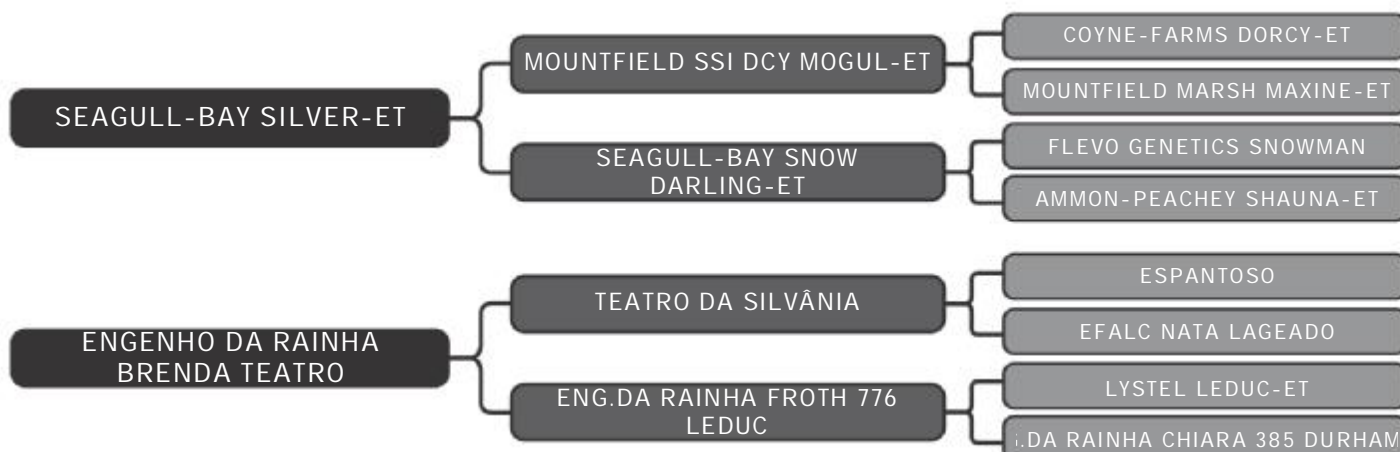 SEAGULL-BAY SILVER-ET
MOUNTFIELD SSI DCY MOGUL-ET
COYNE-FARMS DORCY-ET
MOUNTFIELD MARSH MAXINE-ET
SEAGULL-BAY SNOW
DARLING-ET
FLEVO GENETICS SNOWMAN
AMMON-PEACHEY SHAUNA-ET
ENGENHO DA RAINHA
BRENDA TEATRO
TEATRO DA SILVÂNIA
ESPANTOSO
EFALC NATA LAGEADO
ENG.DA RAINHA FROTH 776
LEDUC
LYSTEL LEDUC-ET
.DA RAINHA CHIARA 385 DURHAM